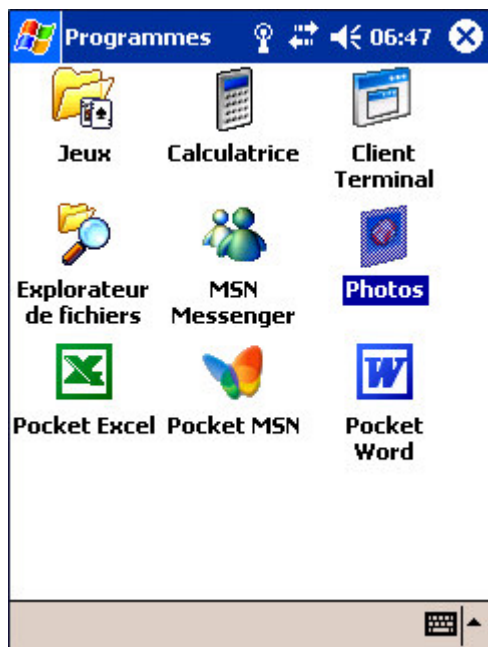 Programmes 06:47
Jeux
Calculatrice
Client
Terminal
Explorateur
de fichiers
MSN
Messenger
Photos
Pocket Excel
Pocket MSN
Pocket
Word